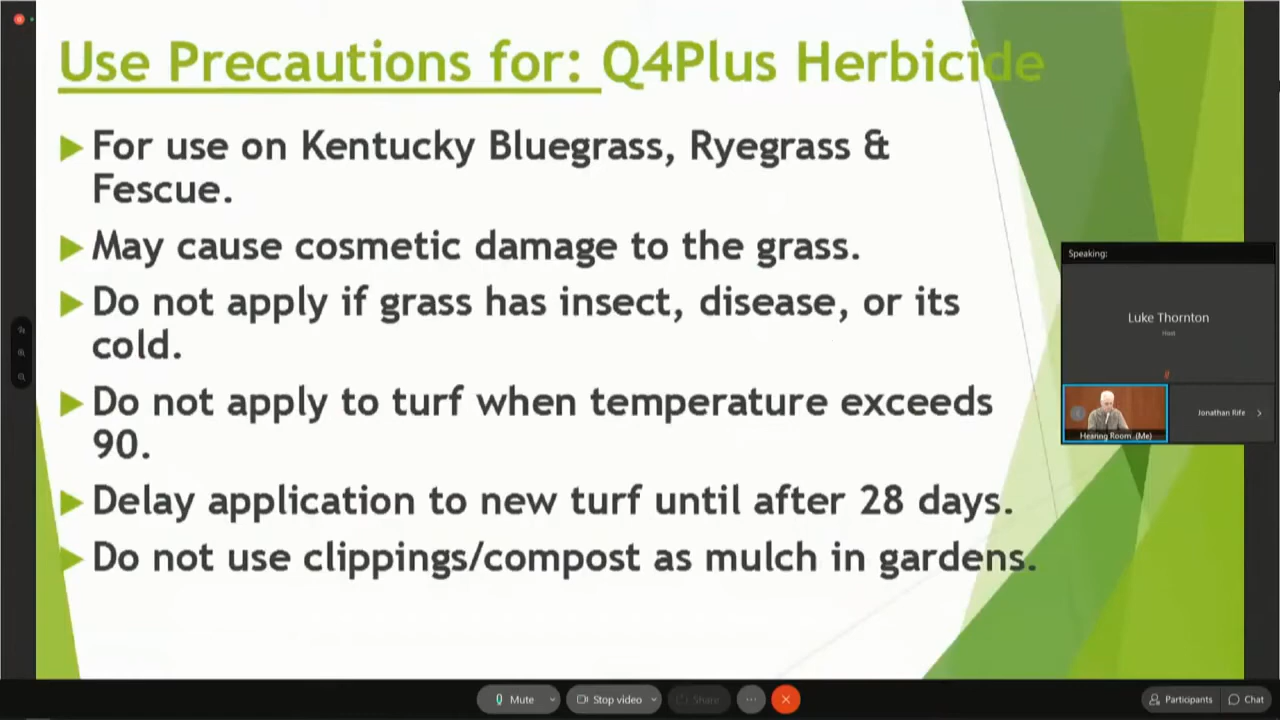 Use Precautions for: Q4Plus Herbicide
For use on Kentucky Bluegrass, Ryegrass &
Fescue.
May cause cosmetic damage to the grass.
Do not apply if grass has insect, disease, or its
cold.
Do not apply to turf when temperature exceeds
90.
Delay application to new turf until after 28 days.
Do not use clippings/compost as mulch in gardens.
Speaking:
Luke Thornton
Host
Hearing Room (Me)
Jonathan Rife
Mute
Stop video
Share
Participants
Chat